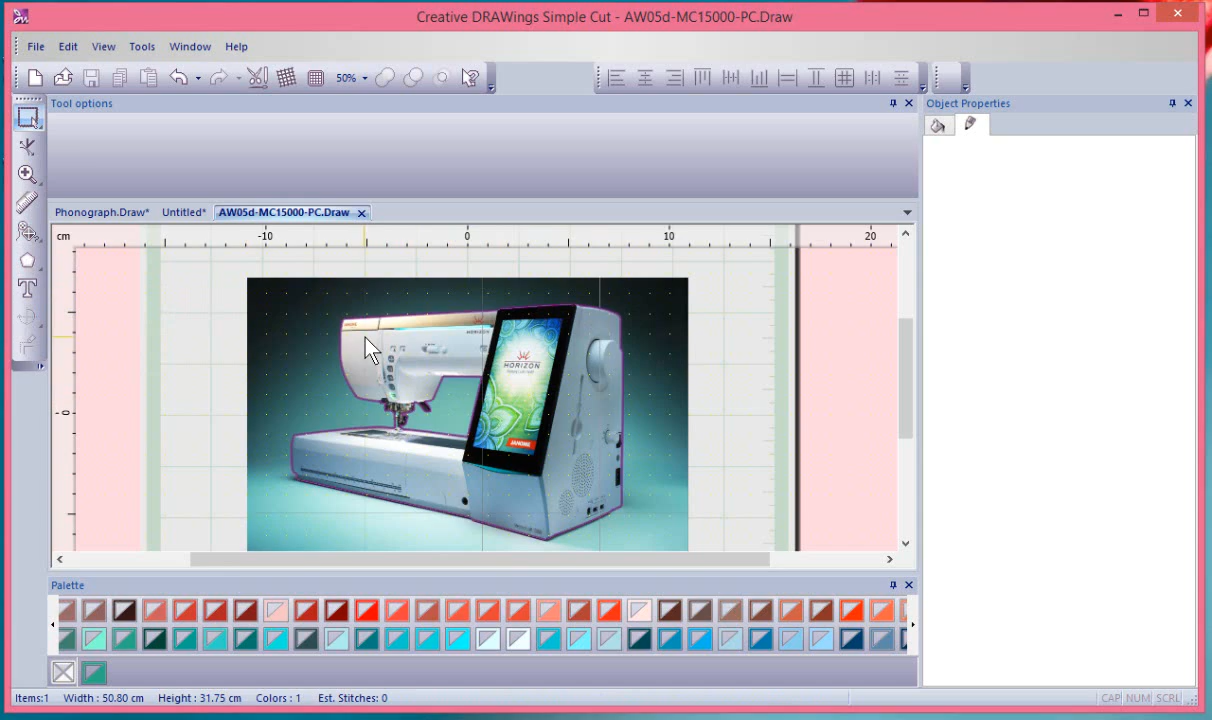 Creative DRAWings Simple Cut - AW05d-MC15000-PC.Draw
File Edit View Tools Window Help
50%
Tool options
Object Properties
Phonograph.Draw* Untitled* AW05d-MC15000-PC.Draw
cm -10 0 10 20
0
HORIZON
JANOME
Palette
Items:1 Width : 50.80 cm Height : 31.75 cm Colors : 1 Est. Stitches: 0 CAP NUM SCRL